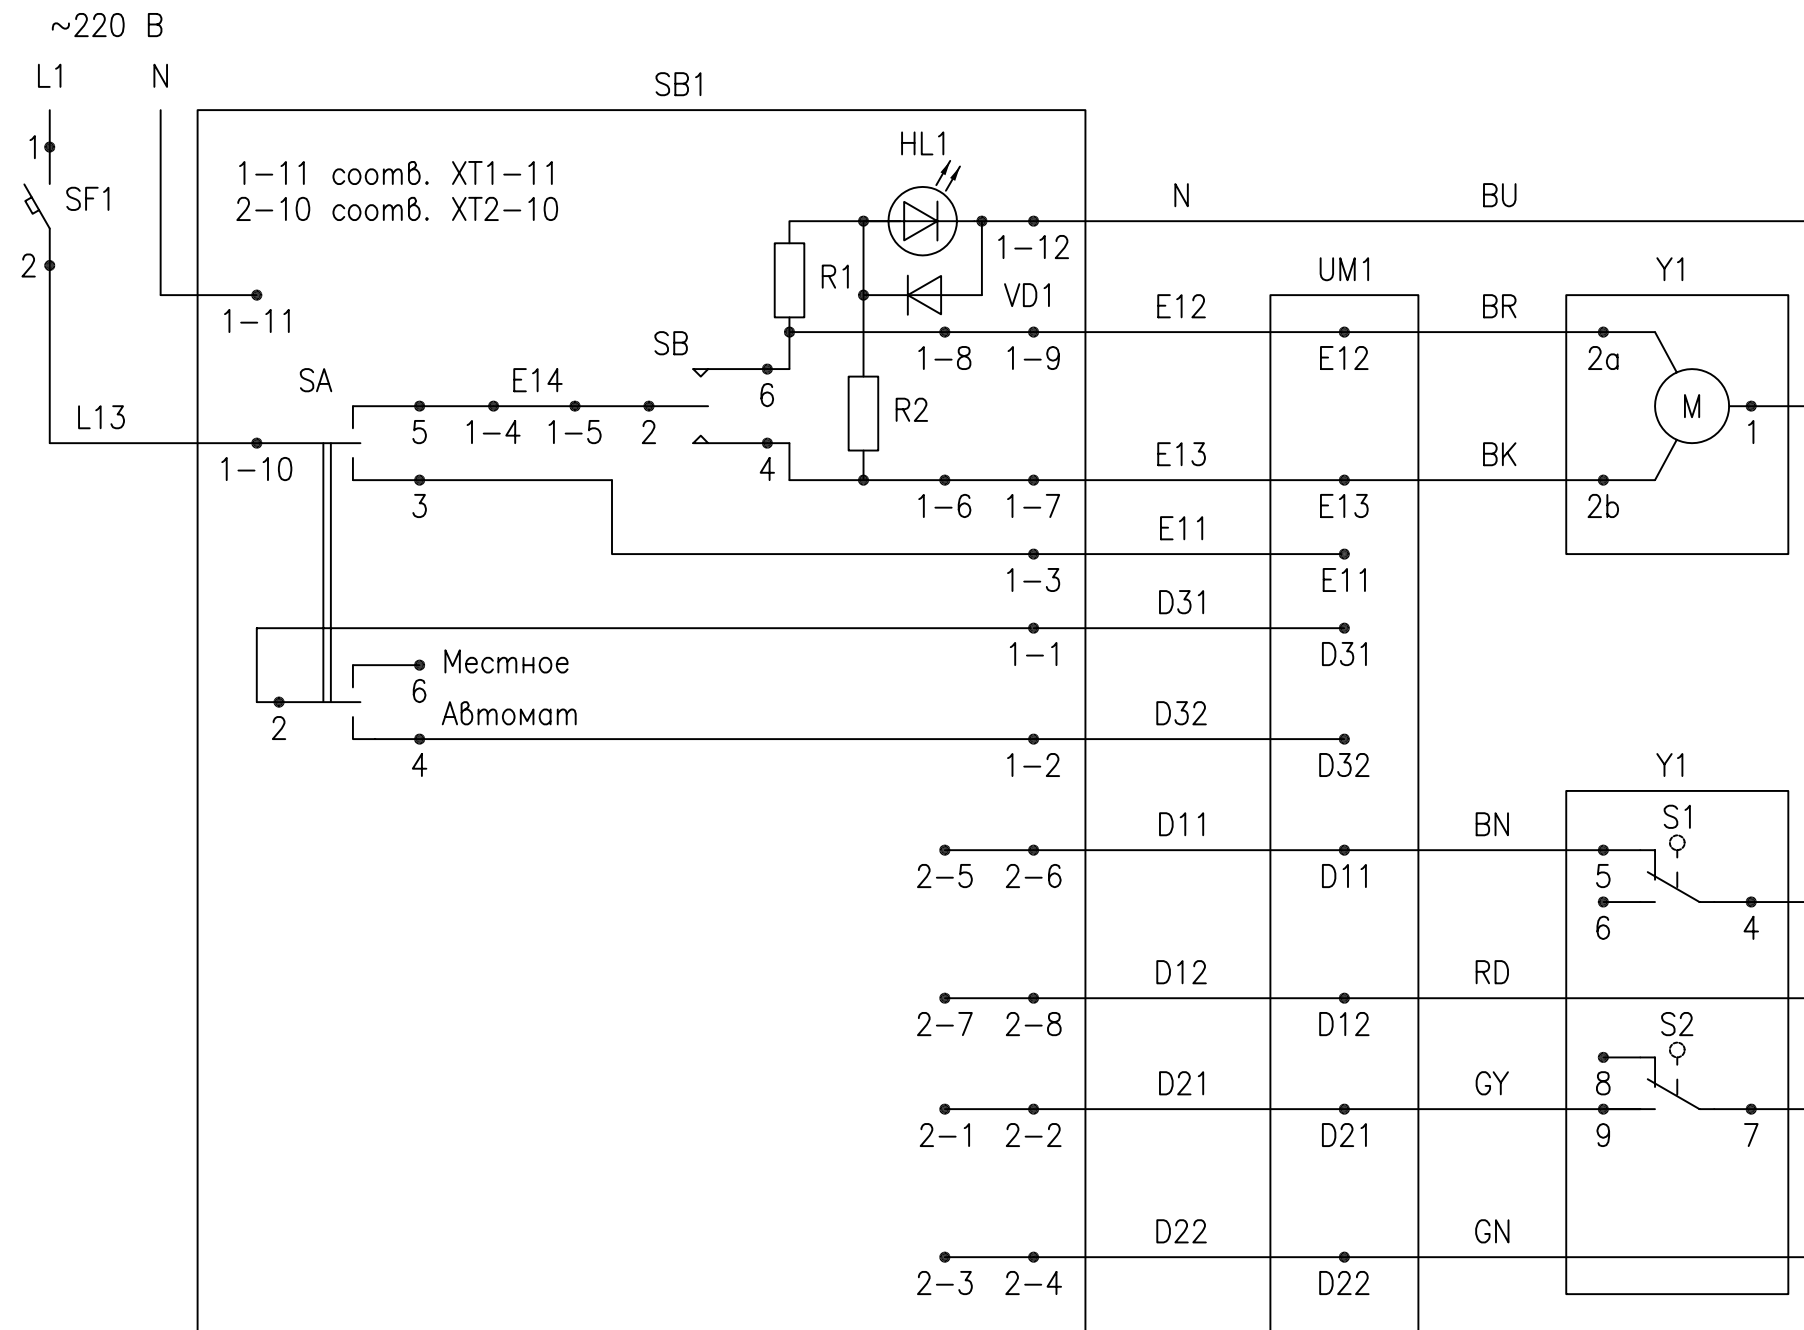 ~220 В
L1 N
SB1
1
HL1
1-11 соотв. XT1-11
2-10 соотв. XT2-10
SF1
N BU
2
1-12
R1
UM1 Y1
VD1
E12 BR
1-11
SB
1-8 1-9 E12 2a
SA E14
6
R2 M
L13
5 1-4 1-5 2
1
E13 BK
1-10
4
3
1-6 1-7 E13 2b
E11
1-3 E11
D31
1-1 D31
Местное
6
Автомат
D32
2
4
1-2 D32
Y1
S1
D11 BN
2-5 2-6 D11 5
6 4
D12 RD
2-7 2-8 D12 S2
D21 GY 8
2-1 2-2 D21 9 7
D22 GN
2-3 2-4 D22